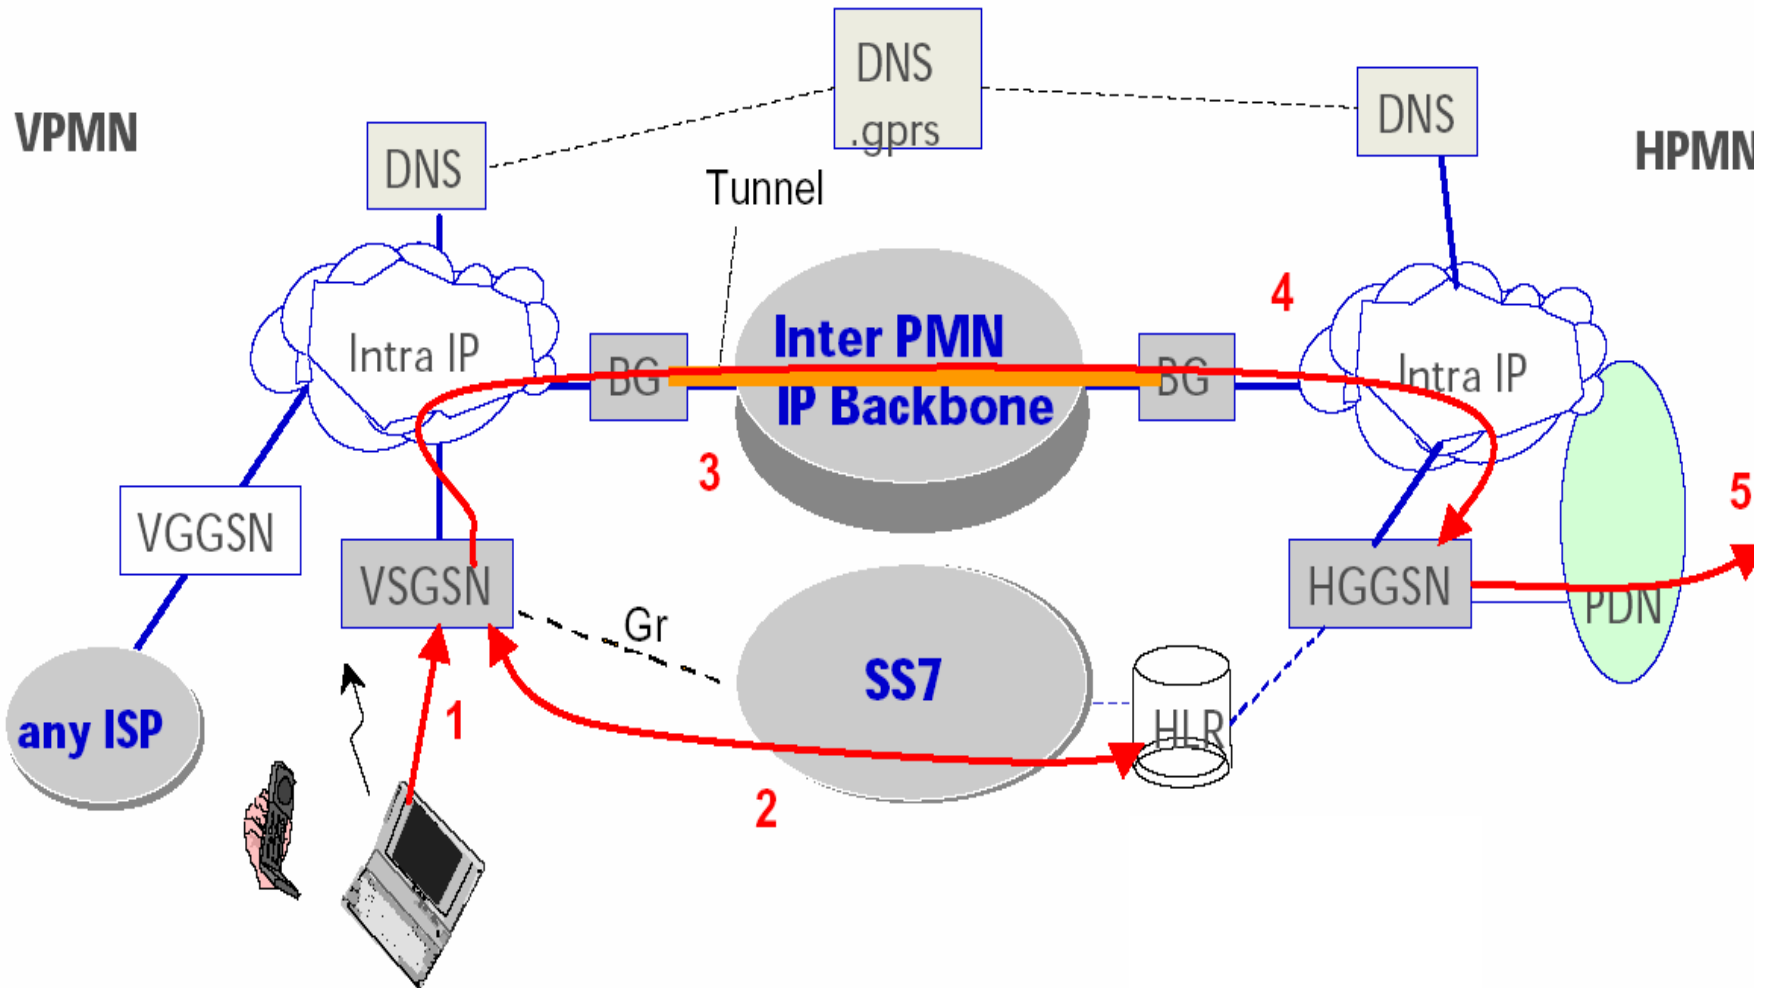 DNS
.gprs
VPMN
DNS
DNS
HPMN
Tunnel
4
Intra IP
BG
Inter PMN
IP Backbone
BG
Intra IP
3
5
VGGSN
VSGSN
HGGSN
PDN
Gr
SS7
1
any ISP
HLR
2